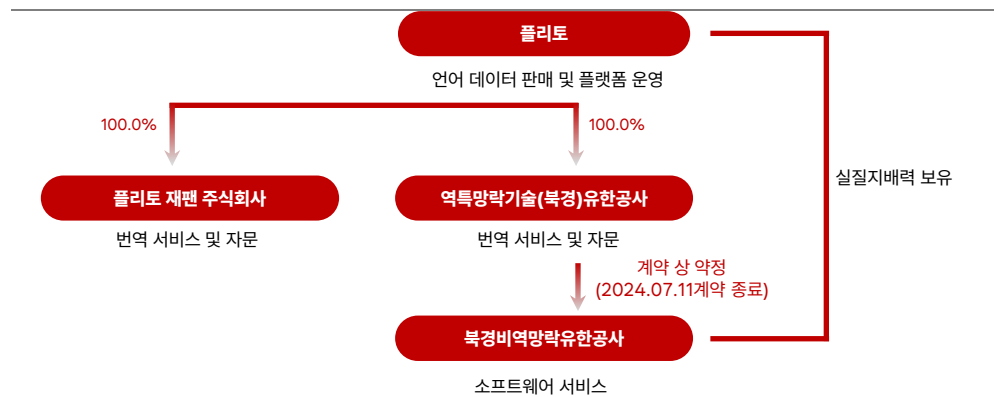 플리토
언어 데이터 판매 및 플랫폼 운영
100.0%
100.0%
실질지배력 보유
플리토 재팬 주식회사
역특망락기술(북경)유한공사
번역 서비스 및 자문
번역 서비스 및 자문
계약 상 약정
(2024.07.11계약 종료)
북경비역망락유한공사
소프트웨어 서비스